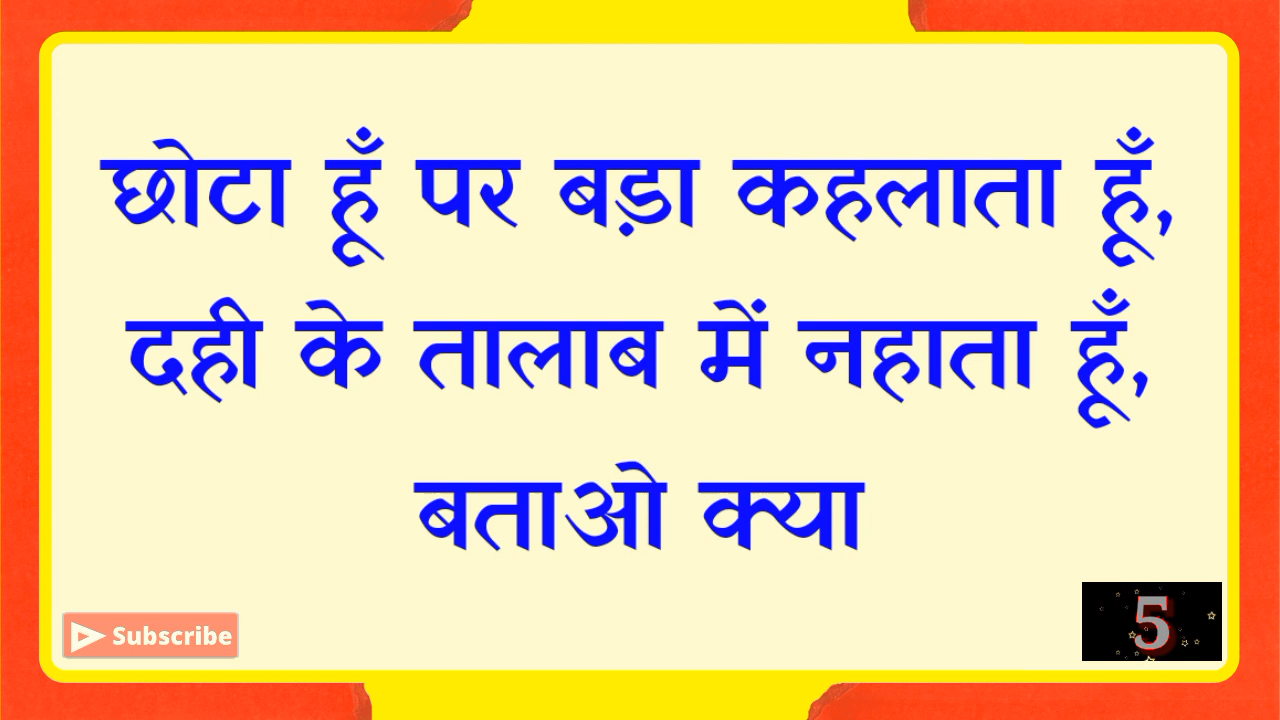 छोटा हूँ पर बड़ा कहलाता हूँ,
दही के तालाब में नहाता हूँ,
बताओ क्या
Subscribe
5